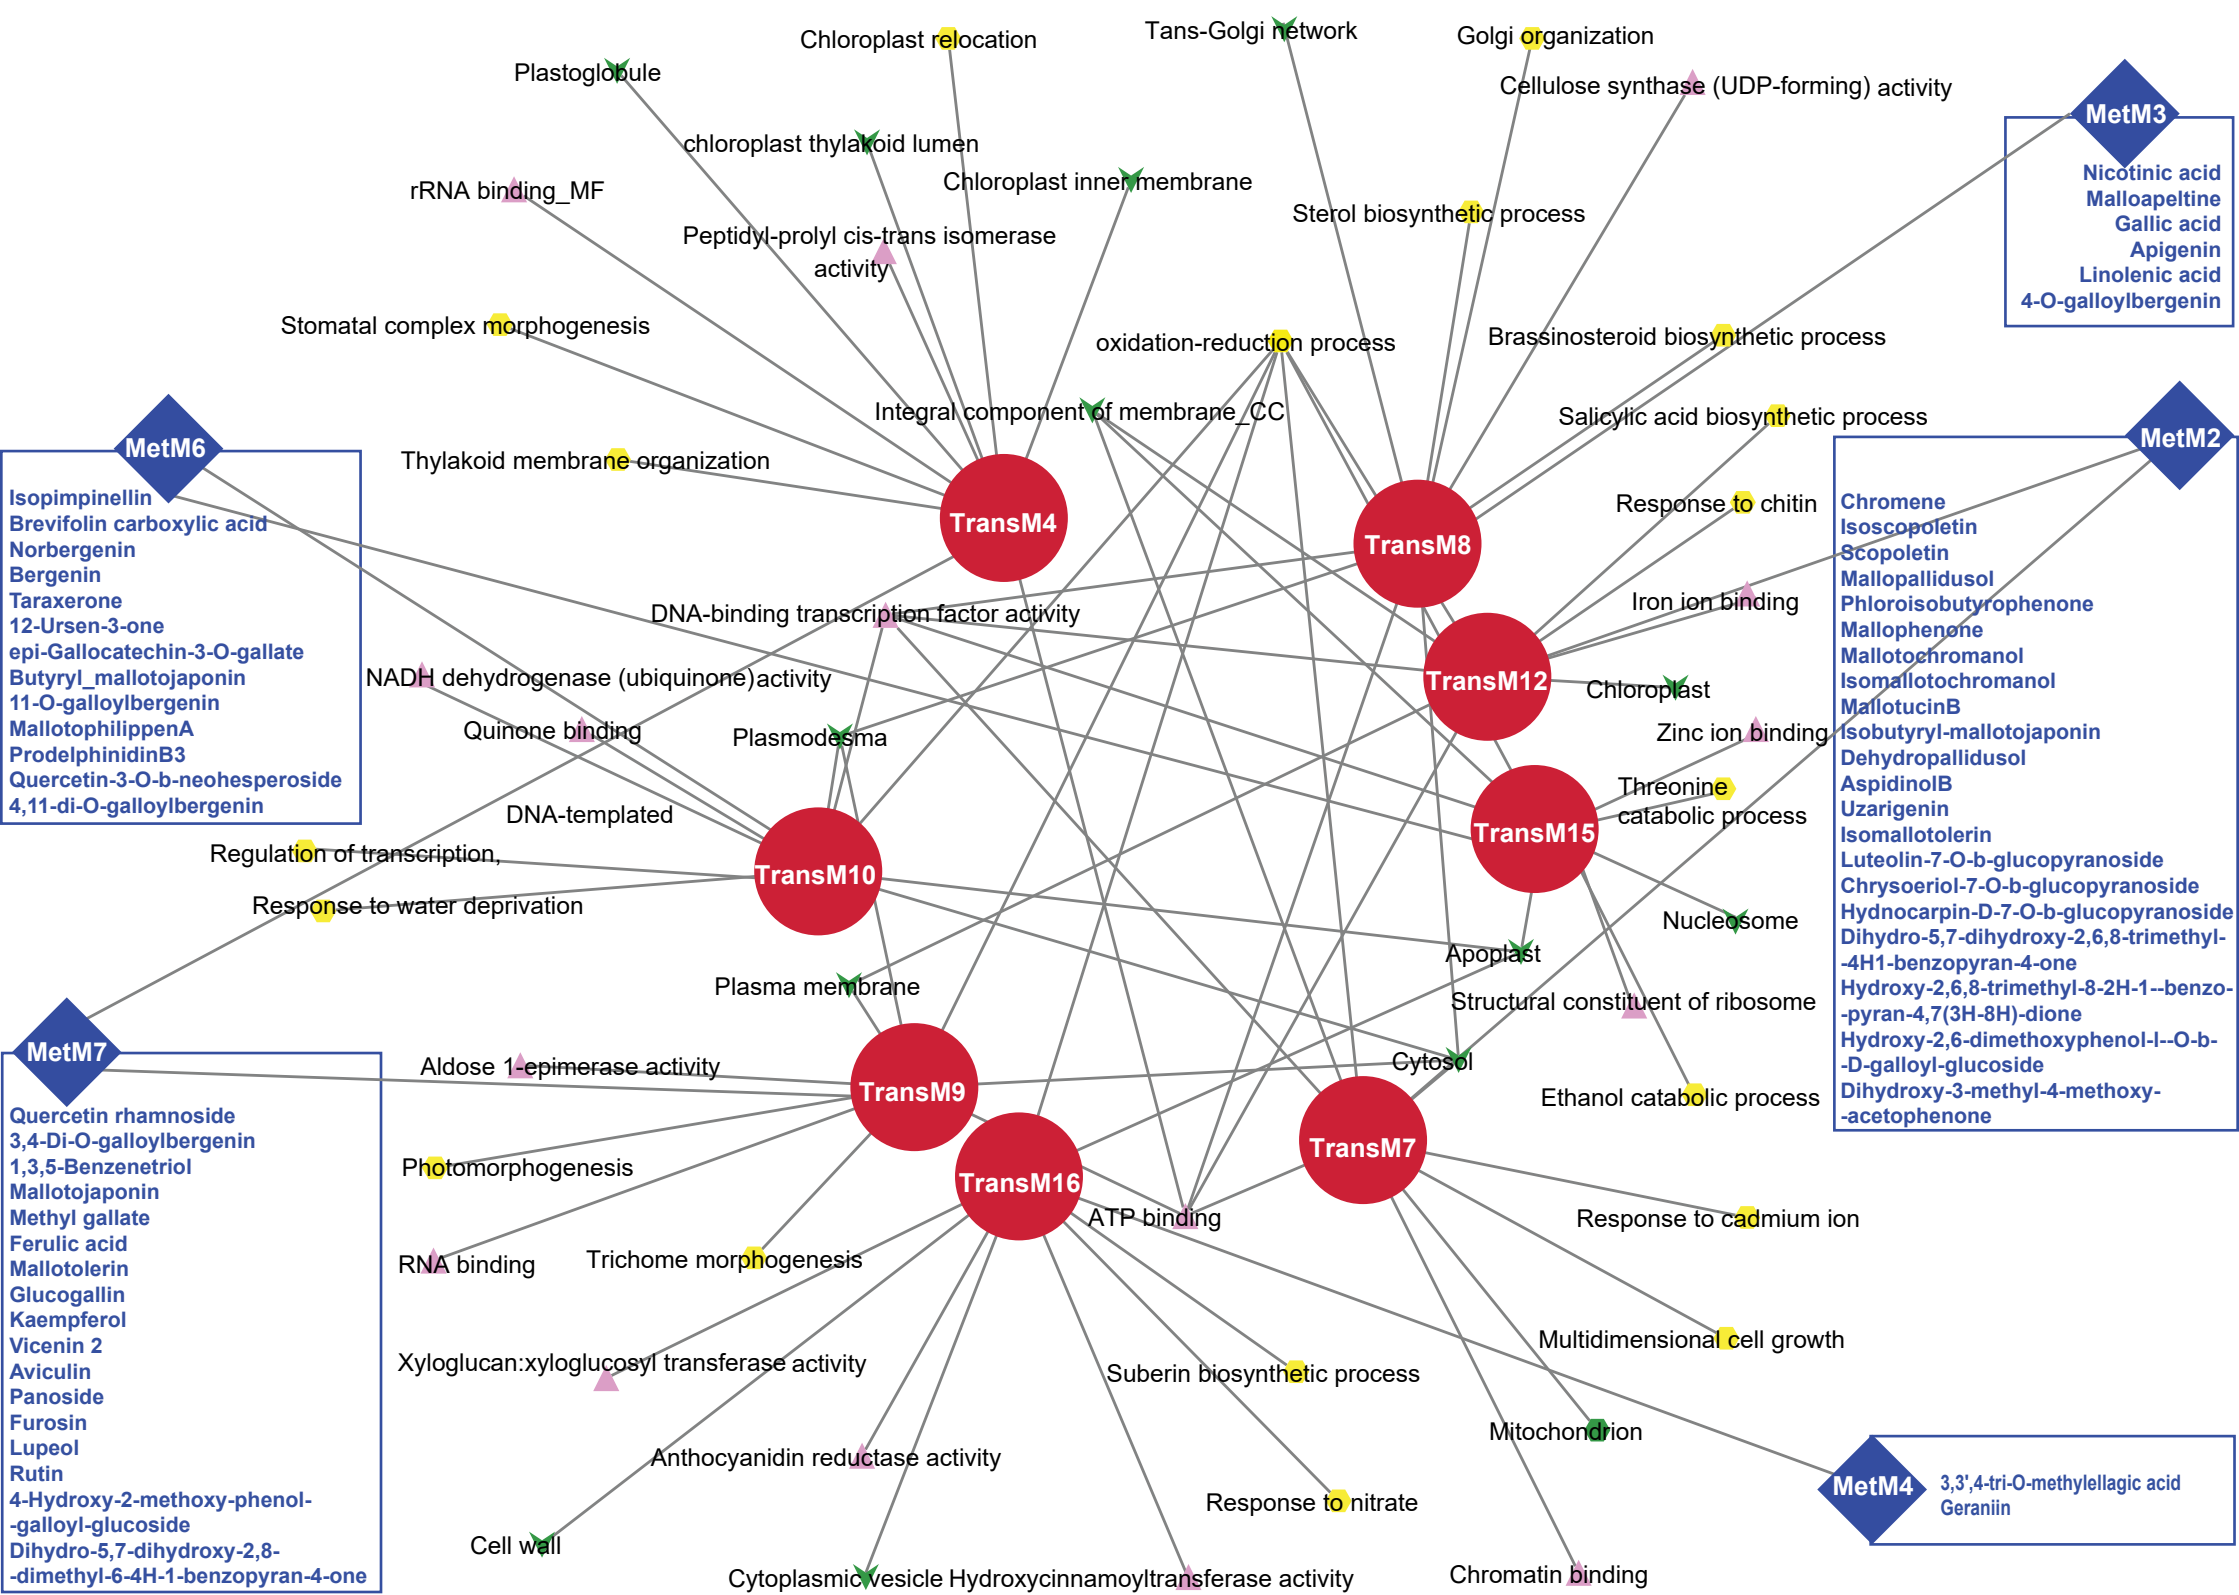 Tans-Golgi network
Golgi organization
Chloroplast relocation
Plastoglobule
Cellulose synthase (UDP-forming) activity
MetM3
chloroplast thylakoid lumen
Chloroplast inner membrane
rRNA binding_MF
Nicotinic acid
Malloapeltine
Gallic acid
Apigenin
Linolenic acid
4-O-galloylbergenin
Sterol biosynthetic process
Peptidyl-prolyl cis-trans isomerase
activity
Stomatal complex morphogenesis
oxidation-reduction process
Brassinosteroid biosynthetic process
Integral component of membrane_CC
Salicylic acid biosynthetic process
MetM6
MetM2
Thylakoid membrane organization
Isopimpinellin
Brevifolin carboxylic acid
Norbergenin
Bergenin
Taraxerone
12-Ursen-3-one
epi-Gallocatechin-3-O-gallate
Butyryl_mallotojaponin
11-O-galloylbergenin
MallotophilippenA
ProdelphinidinB3
Quercetin-3-O-b-neohesperoside
4,11-di-O-galloylbergenin
TransM4
TransM8
Response to chitin
Chromene
Isoscopoletin
Scopoletin
Mallopallidusol
Phloroisobutyrophenone
Mallophenone
Mallotochromanol
Isomallotochromanol
MallotucinB
Isobutyryl-mallotojaponin
Dehydropallidusol
AspidinolB
Uzarigenin
Isomallotolerin
Luteolin-7-O-b-glucopyranoside
Chrysoeriol-7-O-b-glucopyranoside
Hydnocarpin-D-7-O-b-glucopyranoside
Dihydro-5,7-dihydroxy-2,6,8-trimethyl-
-4H1-benzopyran-4-one
Hydroxy-2,6,8-trimethyl-8-2H-1--benzo-
-pyran-4,7(3H-8H)-dione
Hydroxy-2,6-dimethoxyphenol-I--O-b-
-D-galloyl-glucoside
Dihydroxy-3-methyl-4-methoxy-
-acetophenone
Iron ion binding
DNA-binding transcription factor activity
NADH dehydrogenase (ubiquinone)activity
TransM12
Chloroplast
Quinone binding
Plasmodesma
Zinc ion binding
Threonine
catabolic process
DNA-templated
TransM15
Regulation of transcription,
TransM10
Response to water deprivation
Nucleosome
Apoplast
Plasma membrane
Structural constituent of ribosome
MetM7
Aldose 1-epimerase activity
TransM9
Cytosol
Ethanol catabolic process
Quercetin rhamnoside
3,4-Di-O-galloylbergenin
1,3,5-Benzenetriol
Mallotojaponin
Methyl gallate
Ferulic acid
Mallotolerin
Glucogallin
Kaempferol
Vicenin 2
Aviculin
Panoside
Furosin
Lupeol
Rutin
4-Hydroxy-2-methoxy-phenol-
-galloyl-glucoside
Dihydro-5,7-dihydroxy-2,8-
-dimethyl-6-4H-1-benzopyran-4-one
TransM7
Photomorphogenesis
TransM16
ATP binding
Response to cadmium ion
RNA binding
Trichome morphogenesis
Multidimensional cell growth
Xyloglucan:xyloglucosyl transferase activity
Suberin biosynthetic process
Mitochondrion
Anthocyanidin reductase activity
MetM4
3,3',4-tri-O-methylellagic acid
Geraniin
Response to nitrate
Cell wall
Cytoplasmic vesicle
Hydroxycinnamoyltransferase activity
Chromatin binding